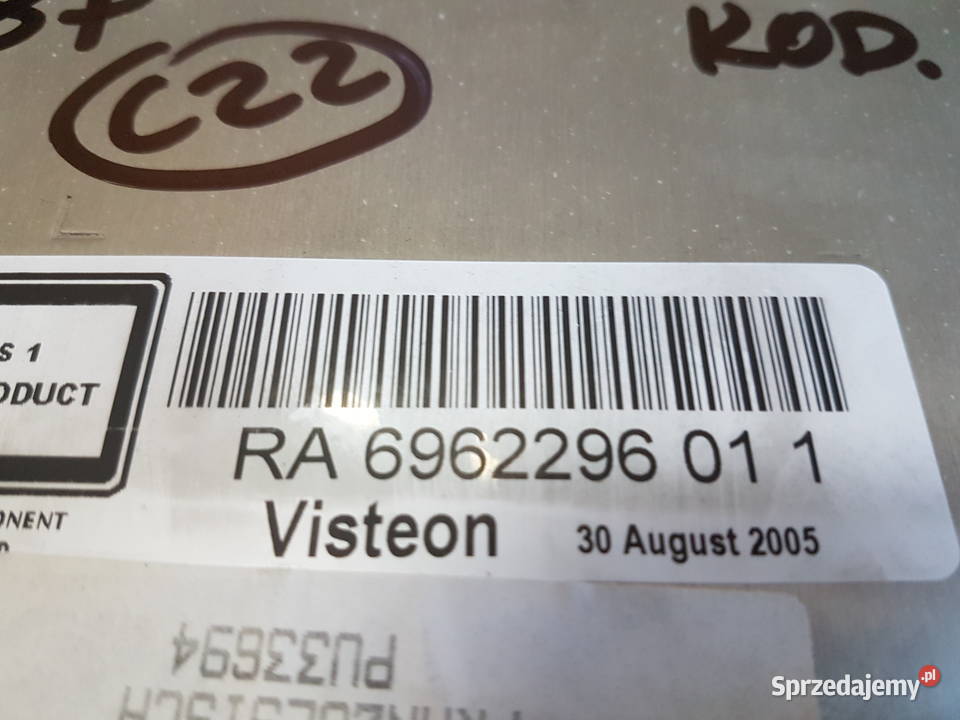 C22
KOD.
S 1
ODUCT
RA 6962296 01 1
ONENT
Visteon
30 August 2005
PU33694
Sprzedajemy.pl